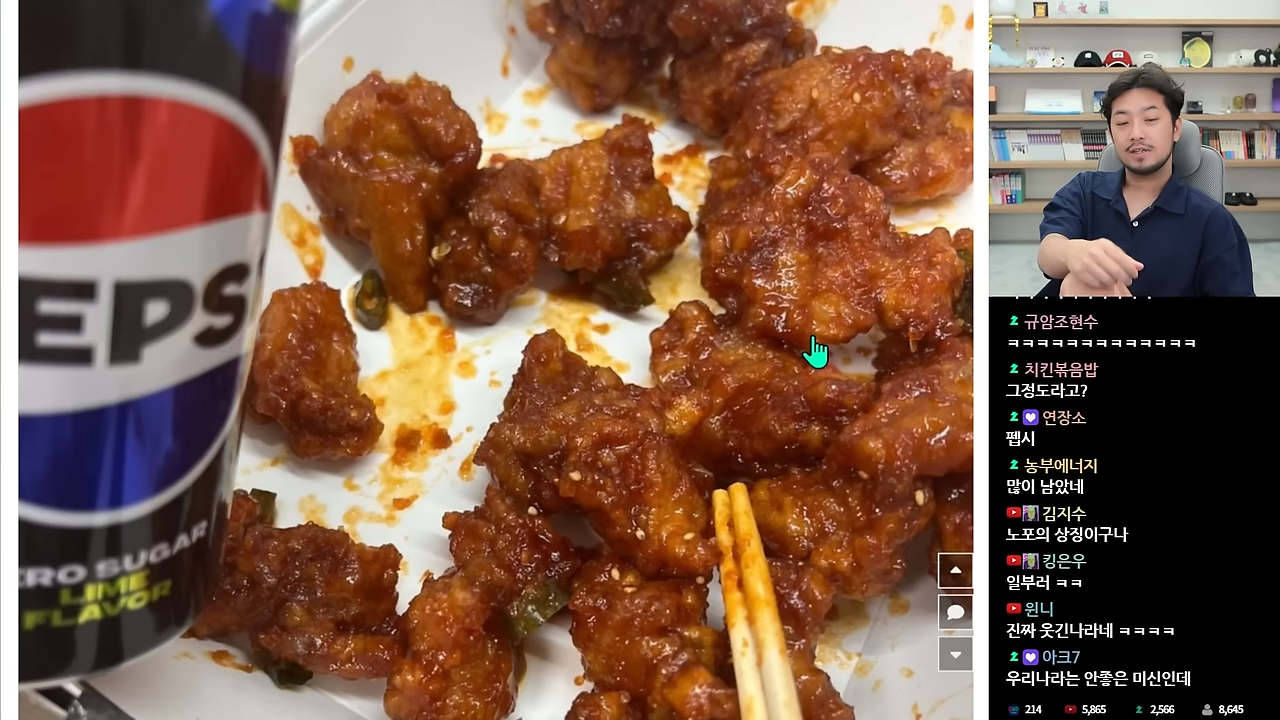 EPS
ZERO SUGAR
LIME
FLAVOR
규암조현수
ㅋㅋㅋㅋㅋㅋㅋㅋㅋㅋㅋㅋㅋ
치킨볶음밥
그정도라고?
연장소
펩시
농부에너지
많이 남았네
김지수
노포의 상징이구나
킹은우
일부러 ㅋㅋ
윈니
진짜 웃긴나라네 ㅋㅋㅋㅋ
아크7
우리나라는 안좋은 미신인데
214 5,865 2,566 8,645